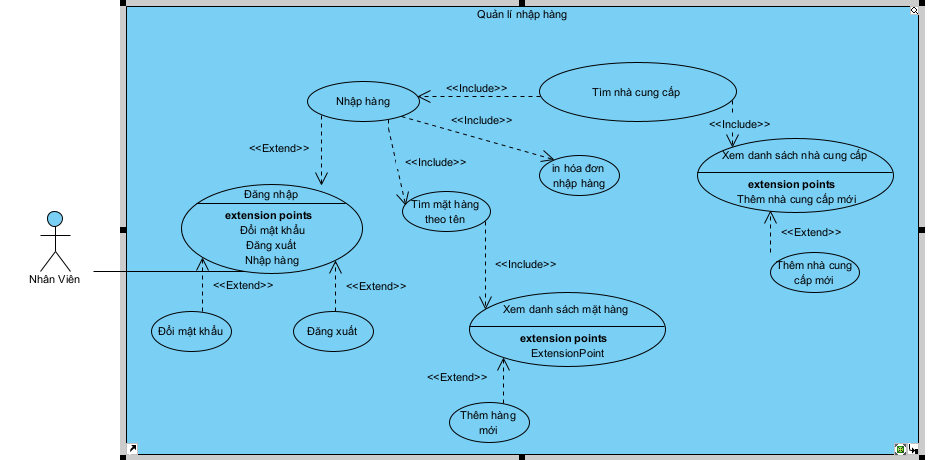 Quản lí nhập hàng
Nhập hàng
<<Include>>
Tìm nhà cung cấp
<<Include>>
<<Include>>
<<Extend>>
<<Include>>
Xem danh sách nhà cung cấp
extension points
Thêm nhà cung cấp mới
in hóa đơn
nhập hàng
Đăng nhập
extension points
Đổi mật khẩu
Đăng xuất
Nhập hàng
Tìm mặt hàng
theo tên
<<Extend>>
Thêm nhà cung
cấp mới
<<Include>>
Nhân Viên
<<Extend>>
<<Extend>>
Đổi mật khẩu
Đăng xuất
Xem danh sách mặt hàng
extension points
ExtensionPoint
<<Extend>>
Thêm hàng
mới